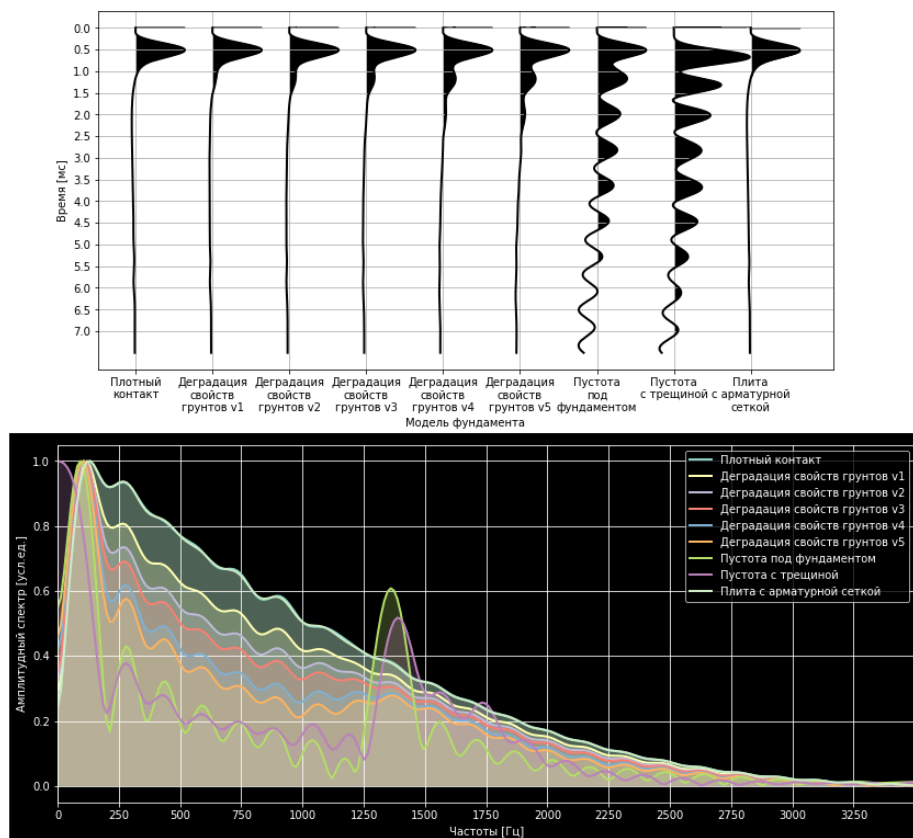 0.0
0.5
1.0
1.5
2.0
2.5
3.0
3.5
4.0
4.5
5.0
5.5
6.0
6.5
7.0
Время [мс]
Плотный
контакт
Деградация
свойств
грунтов v1
Деградация
свойств
грунтов v2
Деградация
свойств
грунтов v3
Деградация
свойств
грунтов v4
Деградация
свойств
грунтов v5
Пустота
под
фундаментом
Пустота
с трещиной
Плита
с арматурной
сеткой
Модель фундамента
1.0
0.8
0.6
0.4
0.2
0.0
Амплитудный спектр [усл.ед.]
Плотный контакт
Деградация свойств грунтов v1
Деградация свойств грунтов v2
Деградация свойств грунтов v3
Деградация свойств грунтов v4
Деградация свойств грунтов v5
Пустота под фундаментом
Пустота с трещиной
Плита с арматурной сеткой
0
250
500
750
1000
1250
1500
1750
2000
2250
2500
2750
3000
3250
Частоты [Гц]